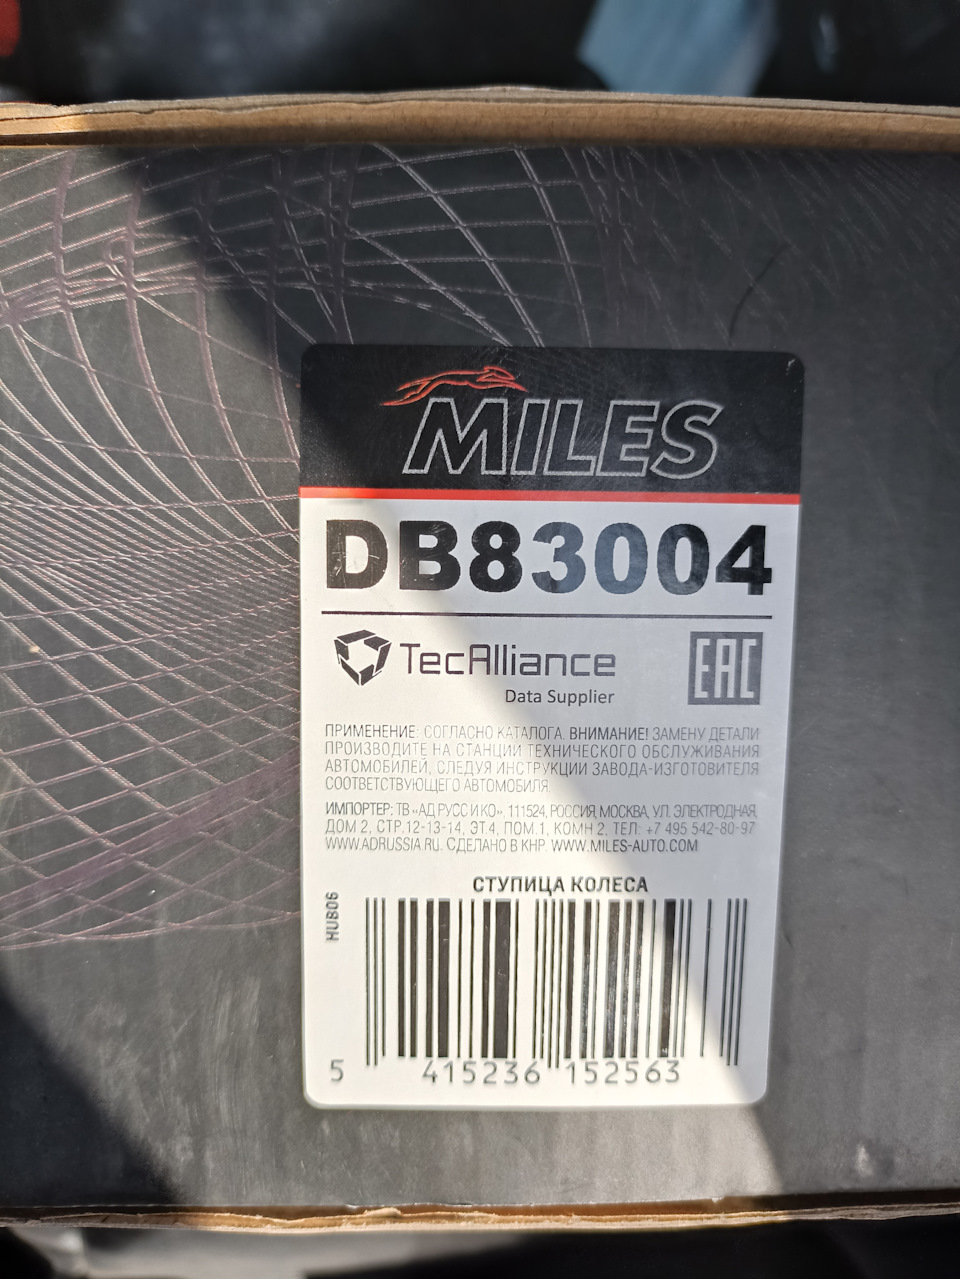 MILES
DB83004
TecAlliance
Data Supplier
EAC
ПРИМЕНЕНИЕ: СОГЛАСНО КАТАЛОГА. ВНИМАНИЕ! ЗАМЕНУ ДЕТАЛИ
ПРОИЗВОДИТЕ НА СТАНЦИИ ТЕХНИЧЕСКОГО ОБСЛУЖИВАНИЯ
АВТОМОБИЛЕЙ, СЛЕДУЯ ИНСТРУКЦИИ ЗАВОДА-ИЗГОТОВИТЕЛЯ
СООТВЕТСТВУЮЩЕГО АВТОМОБИЛЯ.
ИМПОРТЕР: ТВ «АД РУСС И КО», 111524, РОССИЯ, МОСКВА, УЛ. ЭЛЕКТРОДНАЯ,
ДОМ 2, СТР.12-13-14, ЭТ.4, ПОМ.1, КОМН 2, ТЕЛ: +7 495 542-80-97
WWW.ADRUSSIA.RU. СДЕЛАНО В КНР. WWW.MILES-AUTO.COM
СТУПИЦА КОЛЕСА
HUB06
5 415236 152563